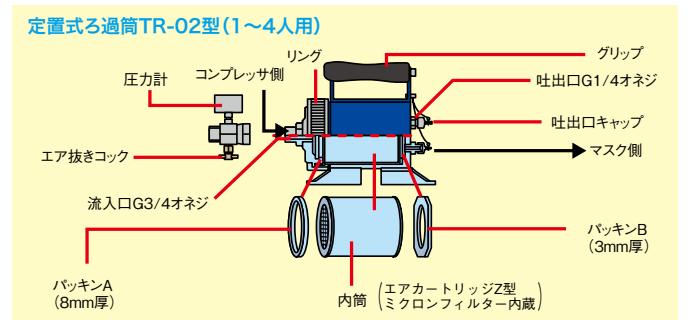 定置式ろ過筒TR-02型（1〜4人用）
リング
グリップ
コンプレッサ側
圧力計
吐出口G1/4オネジ
吐出口キャップ
エア抜きコック
マスク側
流入口G3/4オネジ
パッキンB
（3mm厚）
パッキンA
（8mm厚）
内筒
（エアカートリッジZ型
ミクロンフィルター内蔵）